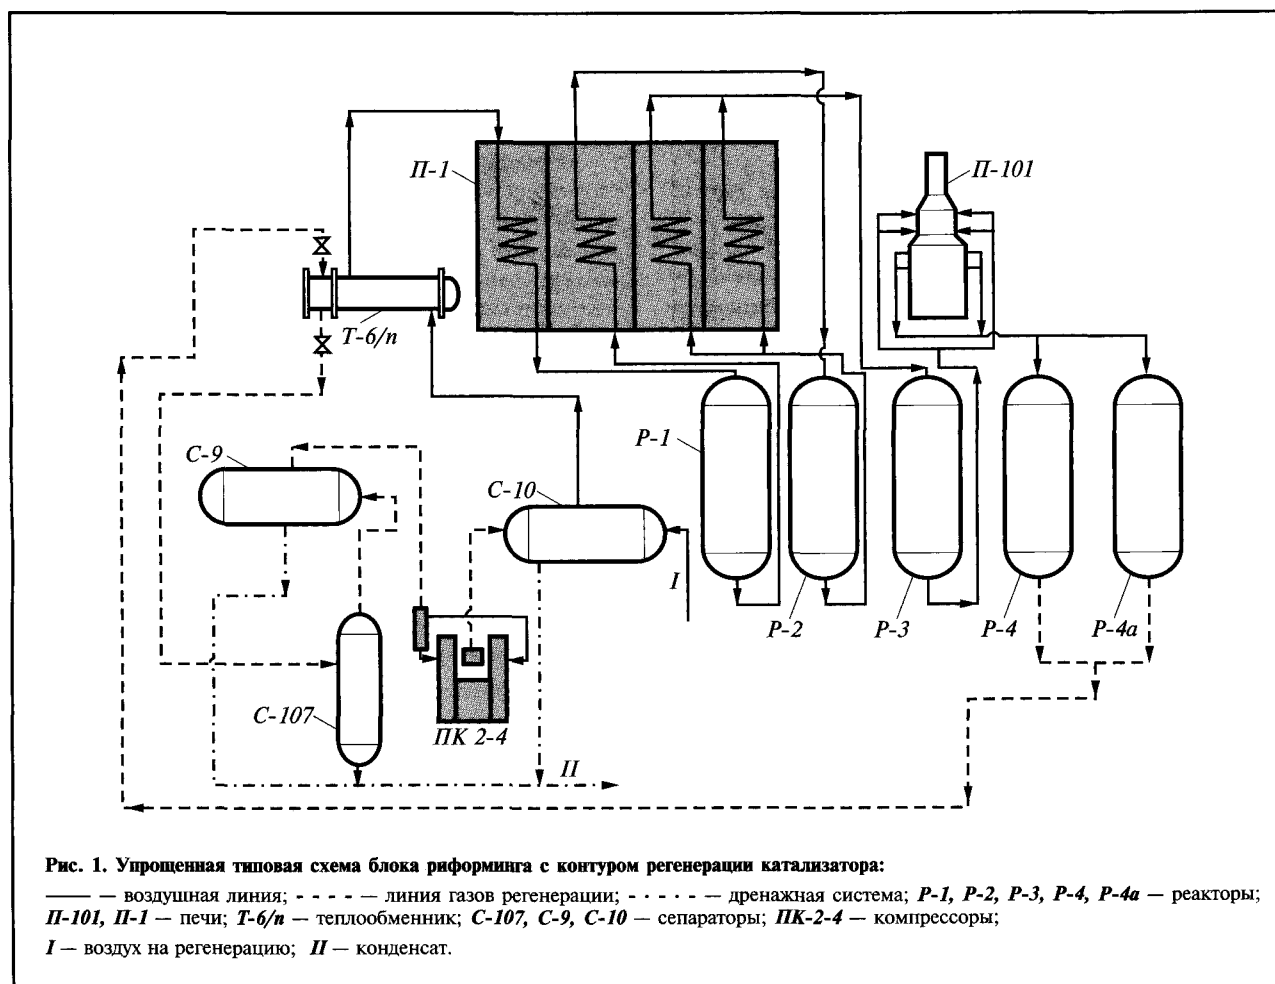 П-1
П-101
Т-6/п
С-9
Р-1
С-10
I
Р-2
Р-3
Р-4
Р-4а
С-107
ПК 2-4
II
Рис. 1. Упрощенная типовая схема блока риформинга с контуром регенерации катализатора:
—— — воздушная линия; - - - - — линия газов регенерации; · - · - · — дренажная система; Р-1, Р-2, Р-3, Р-4, Р-4а — реакторы;
П-101, П-1 — печи; Т-6/п — теплообменник; С-107, С-9, С-10 — сепараторы; ПК-2-4 — компрессоры;
I — воздух на регенерацию; II — конденсат.